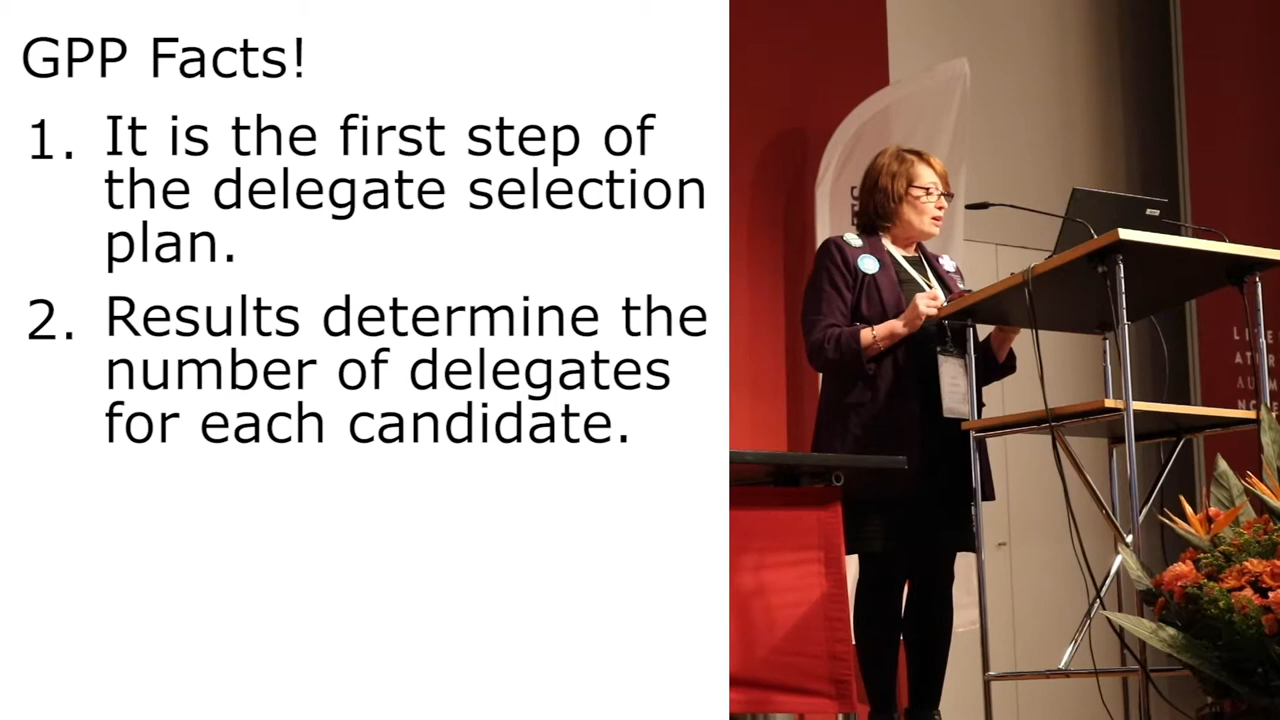 GPP Facts!
1. It is the first step of
the delegate selection
plan.
2. Results determine the
number of delegates
for each candidate.